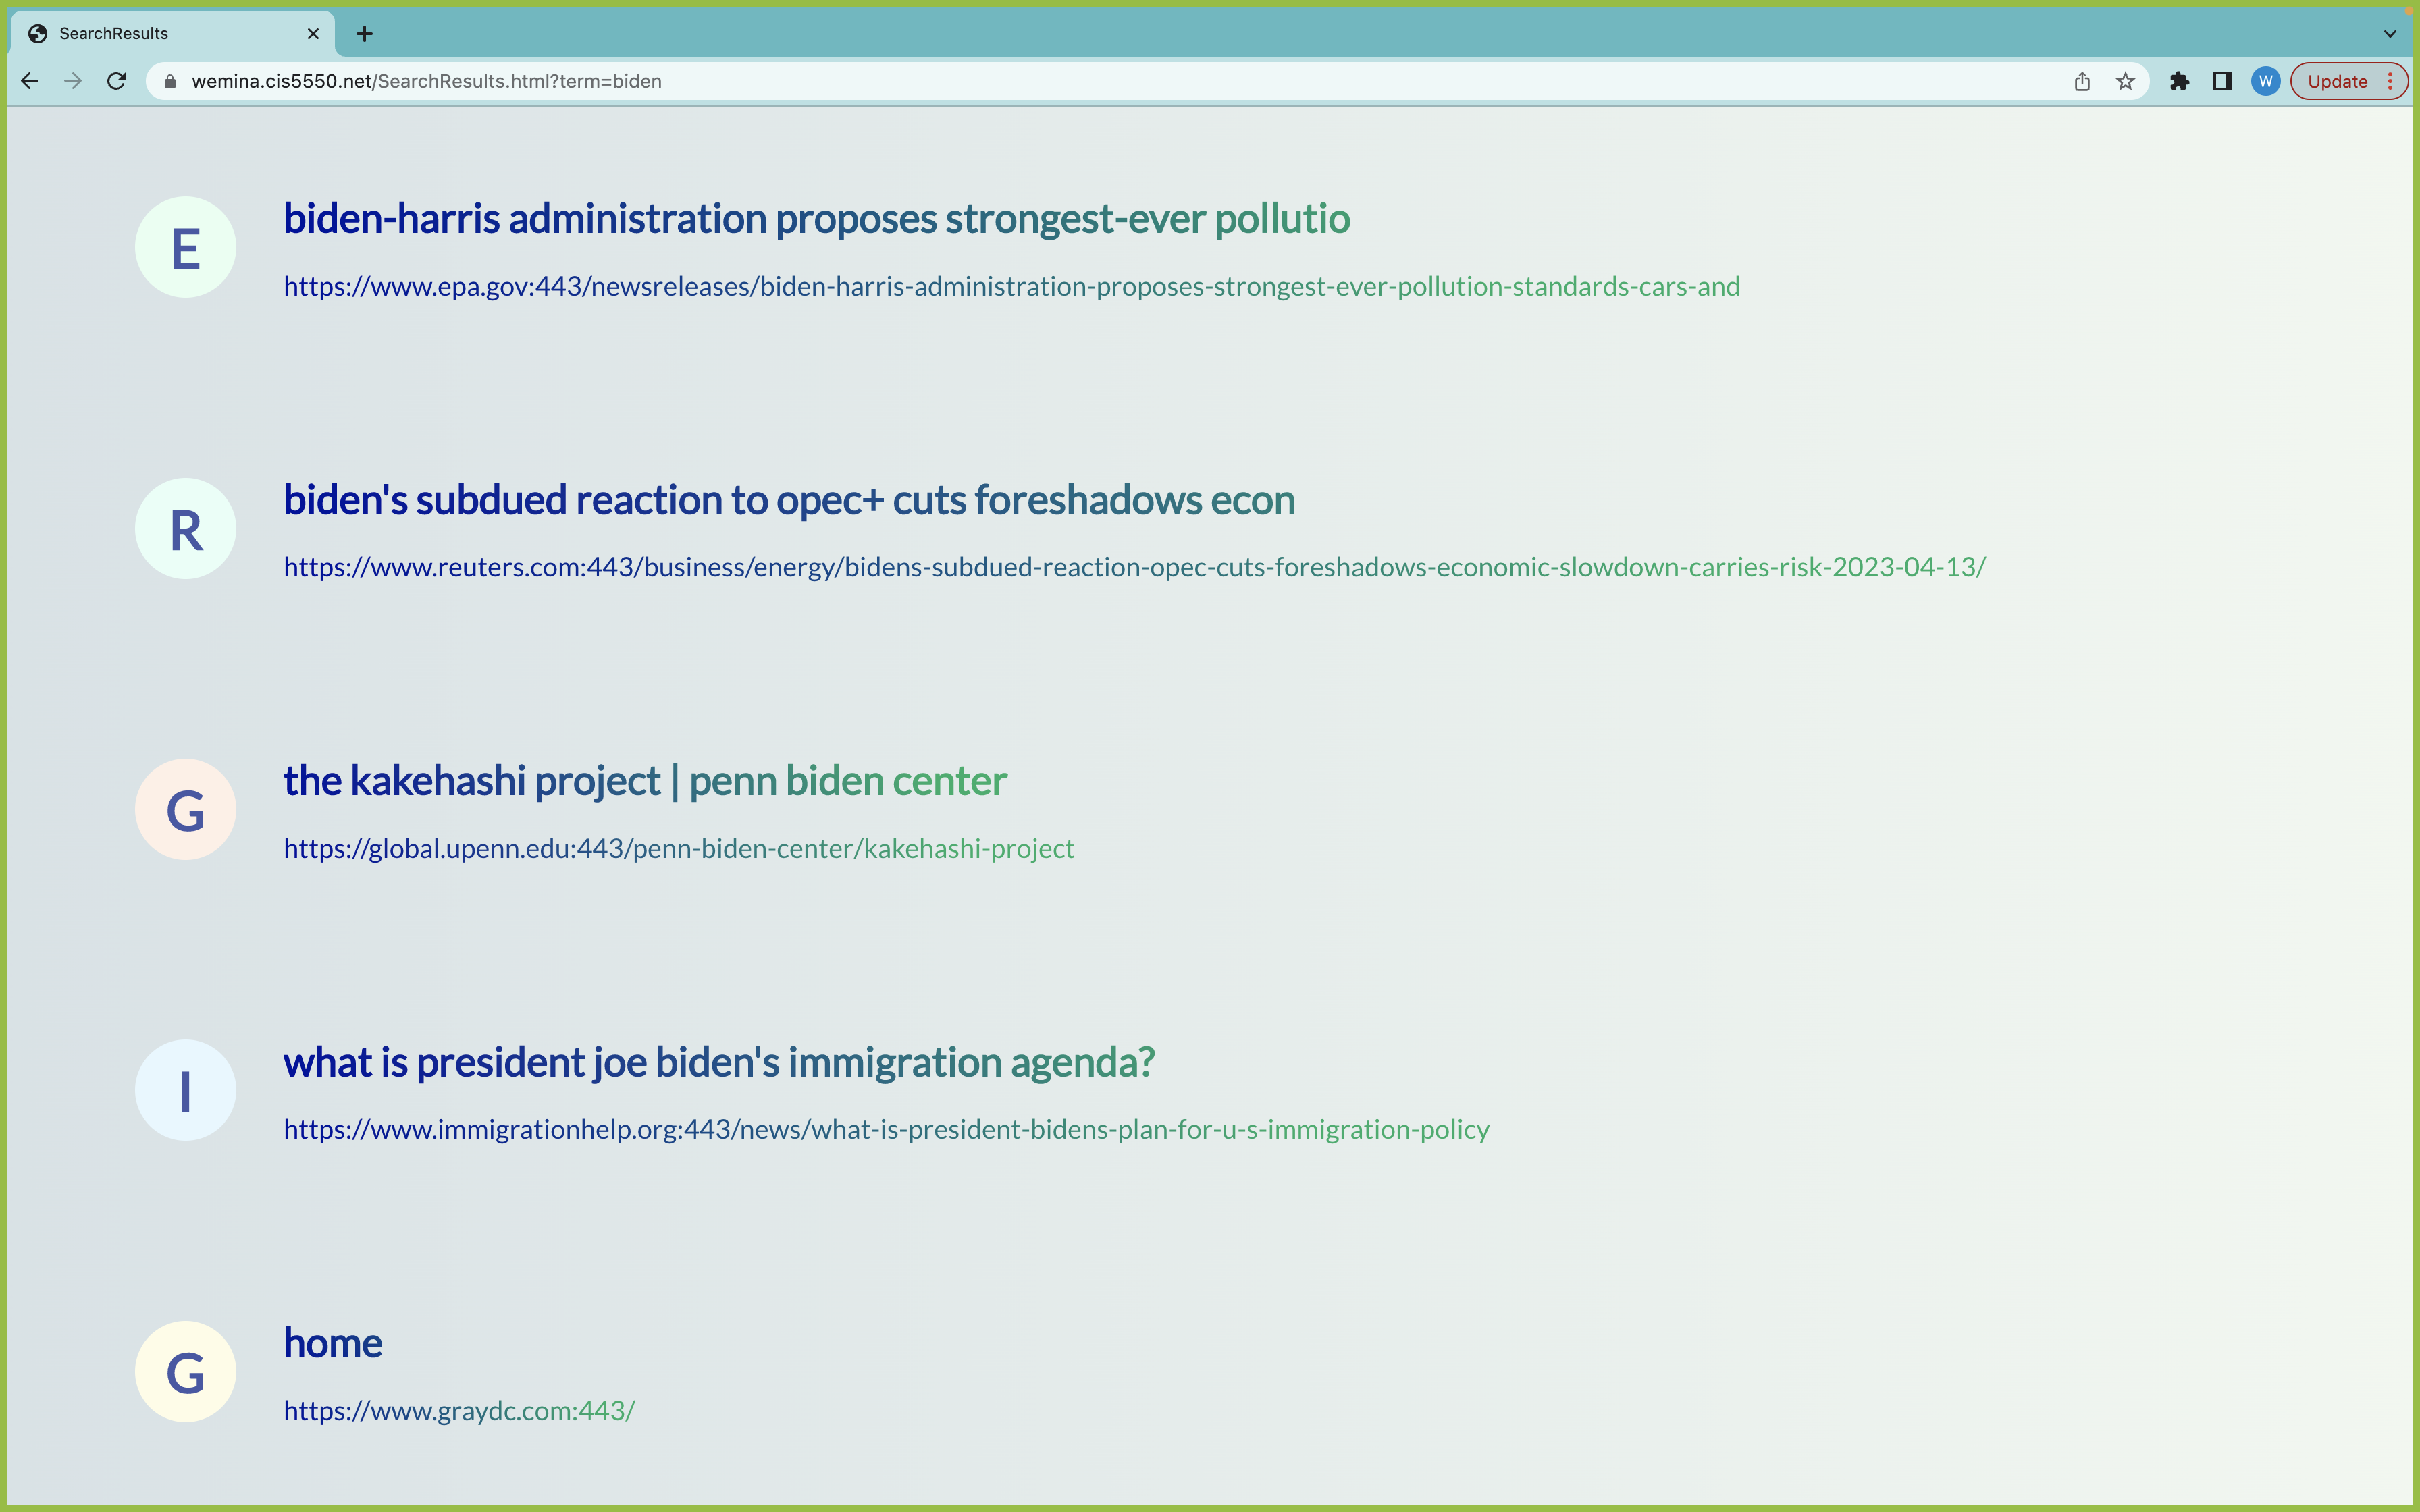 SearchResults
wemina.cis5550.net/SearchResults.html?term=biden
W
Update
E
biden-harris administration proposes strongest-ever pollutio
https://www.epa.gov:443/newsreleases/biden-harris-administration-proposes-strongest-ever-pollution-standards-cars-and
R
biden's subdued reaction to opec+ cuts foreshadows econ
https://www.reuters.com:443/business/energy/bidens-subdued-reaction-opec-cuts-foreshadows-economic-slowdown-carries-risk-2023-04-13/
G
the kakehashi project | penn biden center
https://global.upenn.edu:443/penn-biden-center/kakehashi-project
I
what is president joe biden's immigration agenda?
https://www.immigrationhelp.org:443/news/what-is-president-bidens-plan-for-u-s-immigration-policy
G
home
https://www.graydc.com:443/